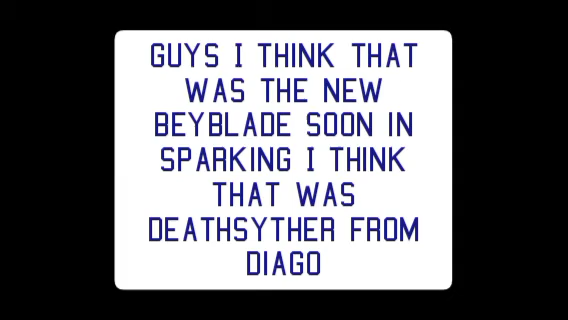 GUYS I THINK THAT
WAS THE NEW
BEYBLADE SOON IN
SPARKING I THINK
THAT WAS
DEATHSYTHER FROM
DIAGO